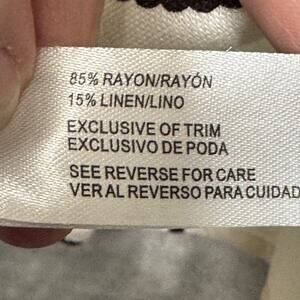 85% RAYON/RAYÓN
15% LINEN/LINO
EXCLUSIVE OF TRIM
EXCLUSIVO DE PODA
SEE REVERSE FOR CARE
VER AL REVERSO PARA CUIDAD